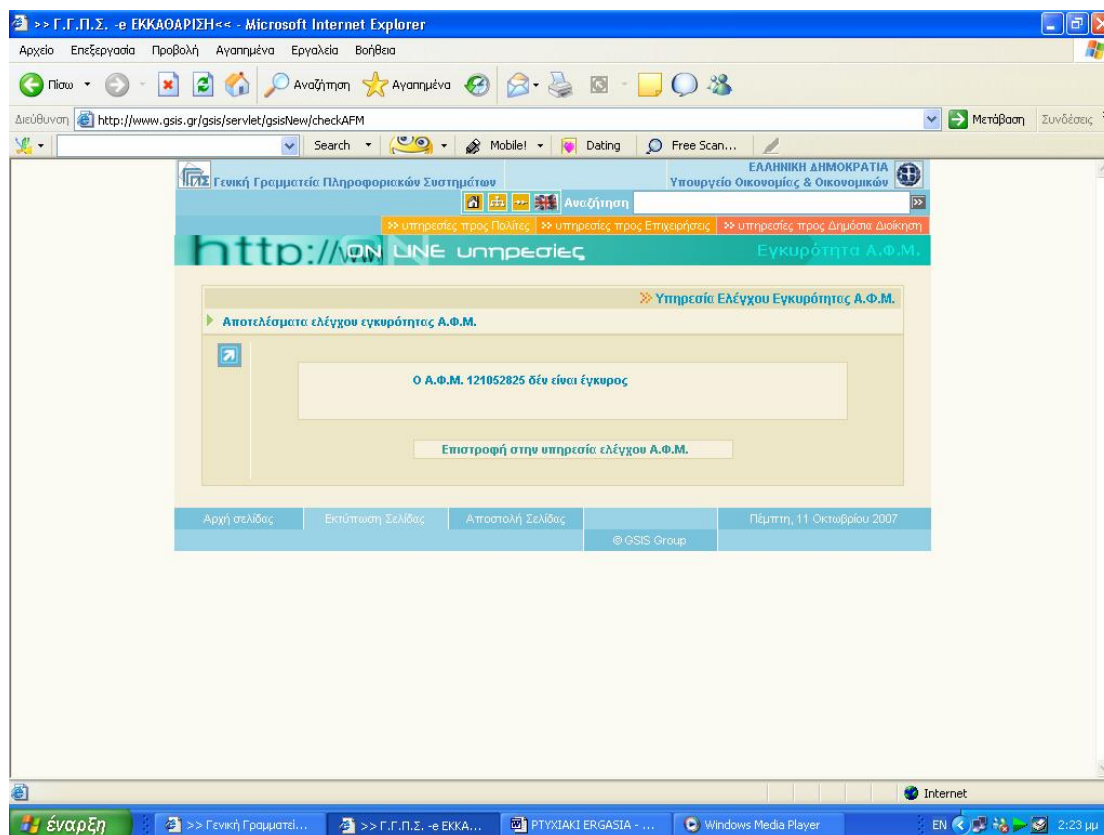 >> Γ.Γ.Π.Σ. -e ΕΚΚΑΘΑΡΙΣΗ<< - Microsoft Internet Explorer
Αρχείο Επεξεργασία Προβολή Αγαπημένα Εργαλεία Βοήθεια
Πίσω Αναζήτηση Αγαπημένα
Διεύθυνση http://www.gsis.gr/gsis/servlet/gsisNew/checkAFM Μετάβαση Συνδέσεις
Search Mobile! Dating Free Scan...
ΓΠΣ Γενική Γραμματεία Πληροφοριακών Συστημάτων
ΕΛΛΗΝΙΚΗ ΔΗΜΟΚΡΑΤΙΑ
Υπουργείο Οικονομίας & Οικονομικών
Αναζήτηση
>> υπηρεσίες προς Πολίτες >> υπηρεσίες προς Επιχειρήσεις >> υπηρεσίες προς Δημόσια Διοίκηση
http:// ON LINE υπηρεσίες Εγκυρότητα Α.Φ.Μ.
Υπηρεσία Ελέγχου Εγκυρότητας Α.Φ.Μ.
Αποτελέσματα ελέγχου εγκυρότητας Α.Φ.Μ.
Ο Α.Φ.Μ. 121052825 δέν είναι έγκυρος
Επιστροφή στην υπηρεσία ελέγχου Α.Φ.Μ.
Αρχή σελίδας Εκτύπωση Σελίδας Αποστολή Σελίδας Πέμπτη, 11 Οκτωβρίου 2007
© GSIS Group
Internet
έναρξη >> Γενική Γραμματεί... >> Γ.Γ.Π.Σ. -e ΕΚΚΑ... PTYXIAKI ERGASIA - ... Windows Media Player EN 2:23 μμ